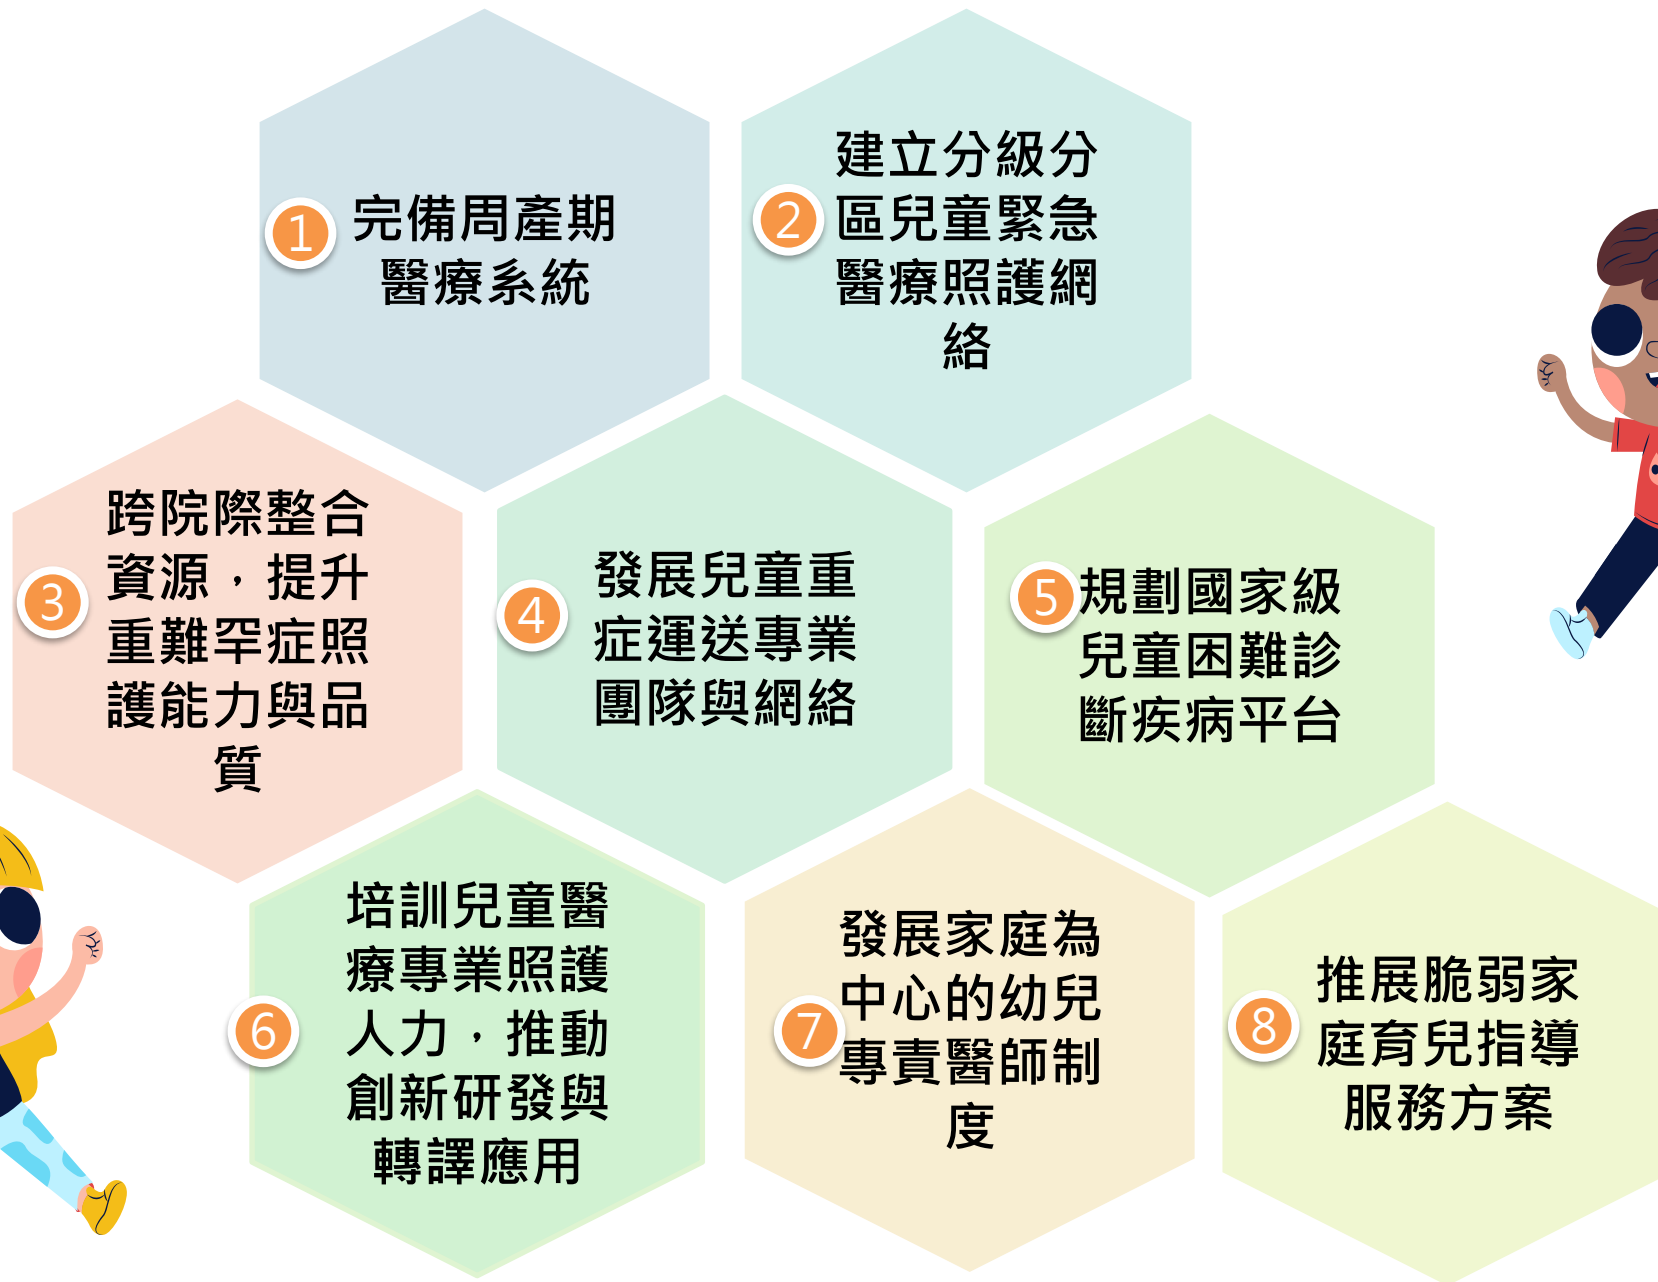 1
完備周產期
醫療系統
2
建立分級分
區兒童緊急
醫療照護網
絡
3
跨院際整合
資源，提升
重難罕症照
護能力與品
質
4
發展兒童重
症運送專業
團隊與網絡
5
規劃國家級
兒童困難診
斷疾病平台
6
培訓兒童醫
療專業照護
人力，推動
創新研發與
轉譯應用
7
發展家庭為
中心的幼兒
專責醫師制
度
8
推展脆弱家
庭育兒指導
服務方案